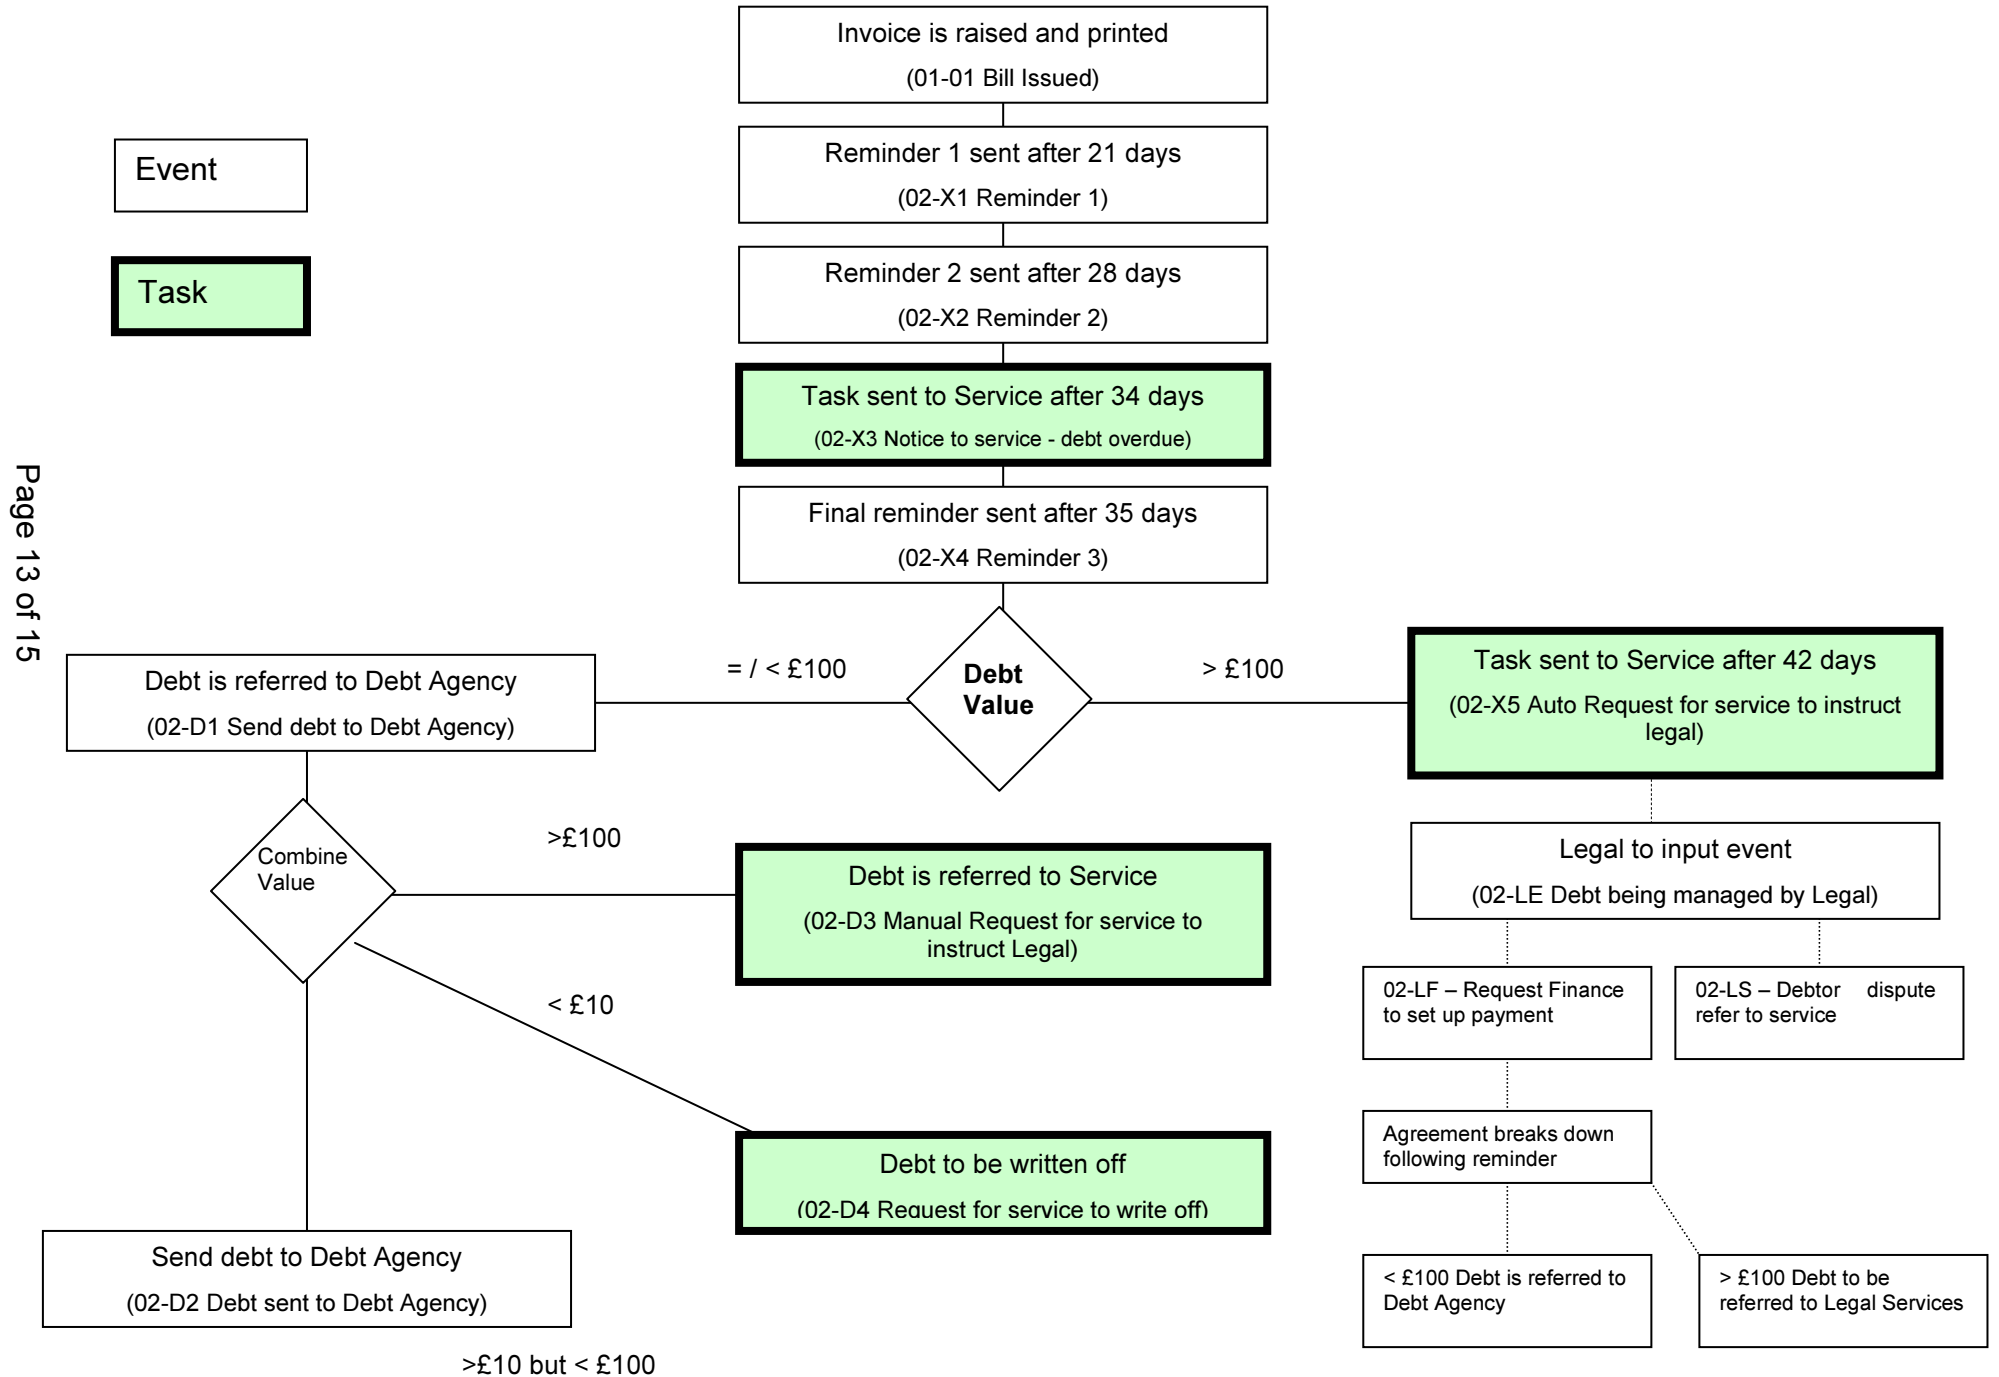 Invoice is raised and printed
(01-01 Bill Issued)
Event
Reminder 1 sent after 21 days
(02-X1 Reminder 1)
Task
Reminder 2 sent after 28 days
(02-X2 Reminder 2)
Task sent to Service after 34 days
(02-X3 Notice to service - debt overdue)
Page 13 of 15
Final reminder sent after 35 days
(02-X4 Reminder 3)
Debt is referred to Debt Agency
(02-D1 Send debt to Debt Agency)
= / < £100
Debt
Value
> £100
Task sent to Service after 42 days
(02-X5 Auto Request for service to instruct
legal)
Combine
Value
>£100
Debt is referred to Service
(02-D3 Manual Request for service to
instruct Legal)
Legal to input event
(02-LE Debt being managed by Legal)
< £10
02-LF – Request Finance
to set up payment
02-LS – Debtor dispute
refer to service
Debt to be written off
(02-D4 Request for service to write off)
Agreement breaks down
following reminder
Send debt to Debt Agency
(02-D2 Debt sent to Debt Agency)
< £100 Debt is referred to
Debt Agency
> £100 Debt to be
referred to Legal Services
>£10 but < £100